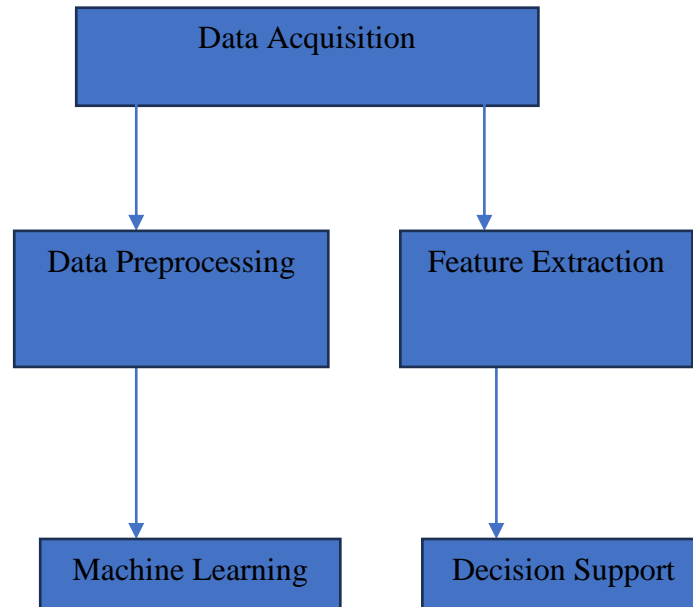 Data Acquisition
Data Preprocessing
Feature Extraction
Machine Learning
Decision Support